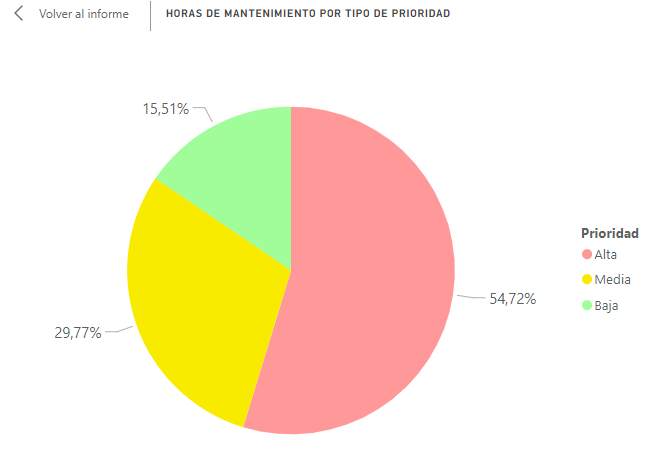 Volver al informe
HORAS DE MANTENIMIENTO POR TIPO DE PRIORIDAD
15,51%
54,72%
29,77%
Prioridad
Alta
Media
Baja